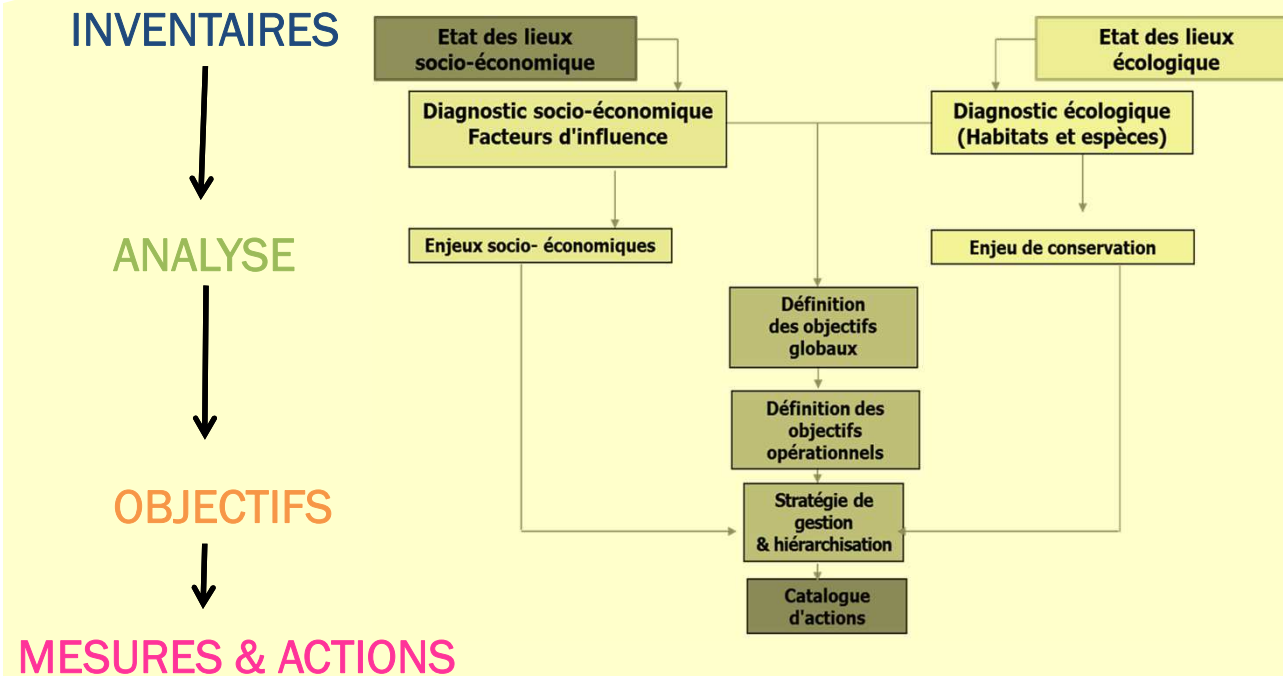 INVENTAIRES
Etat des lieux
socio-économique
Etat des lieux
écologique
Diagnostic socio-économique
Facteurs d'influence
Diagnostic écologique
(Habitats et espèces)
ANALYSE
Enjeux socio- économiques
Enjeu de conservation
Définition
des objectifs
globaux
Définition des
objectifs
opérationnels
OBJECTIFS
Stratégie de
gestion
& hiérarchisation
Catalogue
d'actions
MESURES & ACTIONS